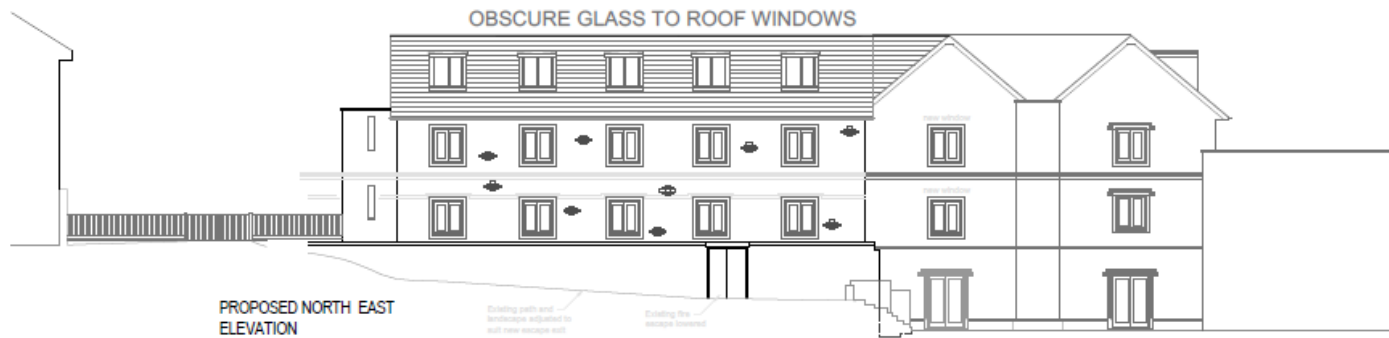 OBSCURE GLASS TO ROOF WINDOWS
new window
new window
PROPOSED NORTH EAST
ELEVATION
Existing path and
landscape adjusted to
suit new escape exit
Existing fire
escape lowered